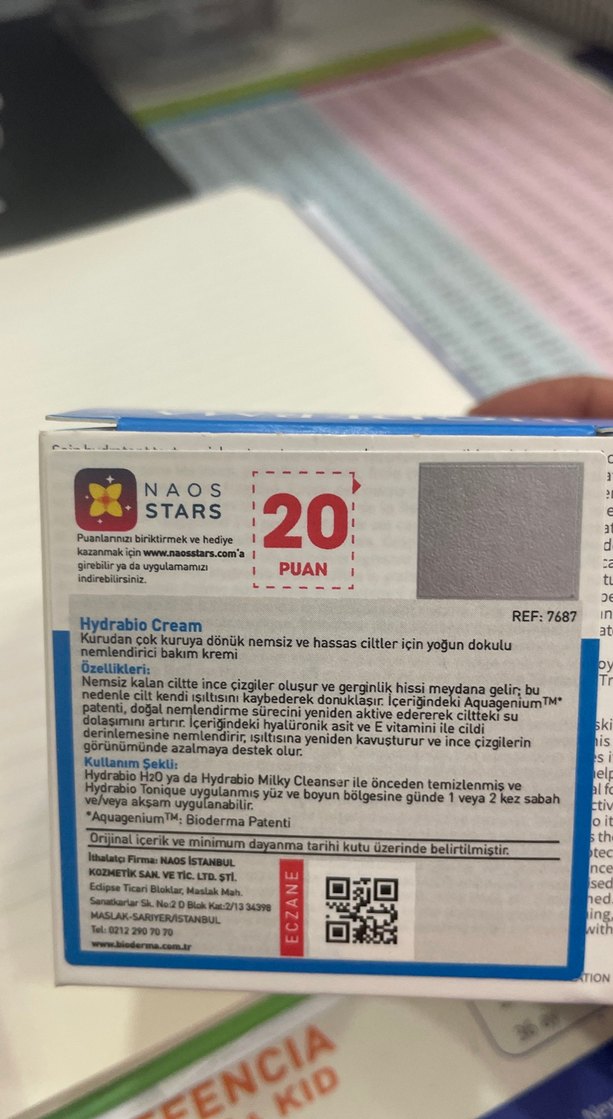 NAOS
STARS
Puanlarınızı biriktirmek ve hediye
kazanmak için www.naosstars.com'a
girebilir ya da uygulamamızı
indirebilirsiniz.
20
PUAN
REF: 7687
Hydrabio Cream
Kurudan çok kuruya dönük nemsiz ve hassas ciltler için yoğun dokulu
nemlendirici bakım kremi
Özellikleri:
Nemsiz kalan ciltte ince çizgiler oluşur ve gerginlik hissi meydana gelir; bu
nedenle cilt kendi ışıltısını kaybederek donuklaşır. İçeriğindeki Aquagenium™*
patenti, doğal nemlendirme sürecini yeniden aktive edererek ciltteki su
dolaşımını artırır. İçeriğindeki hyalüronik asit ve E vitamini ile cildi
derinlemesine nemlendirir, ışıltısına yeniden kavuşturur ve ince çizgilerin
görünümünde azalmaya destek olur.
Kullanım Şekli:
Hydrabio H2O ya da Hydrabio Milky Cleanser ile önceden temizlenmiş ve
Hydrabio Tonique uygulanmış yüz ve boyun bölgesine günde 1 veya 2 kez sabah
ve/veya akşam uygulanabilir.
*Aquagenium™: Bioderma Patenti
Orijinal içerik ve minimum dayanma tarihi kutu üzerinde belirtilmiştir.
İthalatçı Firma: NAOS İSTANBUL
KOZMETİK SAN. VE TİC. LTD. ŞTİ.
Eclipse Ticari Bloklar, Maslak Mah.
Sanatkarlar Sk. No:2 D Blok Kat:2/13 34398
MASLAK-SARIYER/İSTANBUL
Tel: 0212 290 70 70
www.bioderma.com.tr
ECZANE
KID